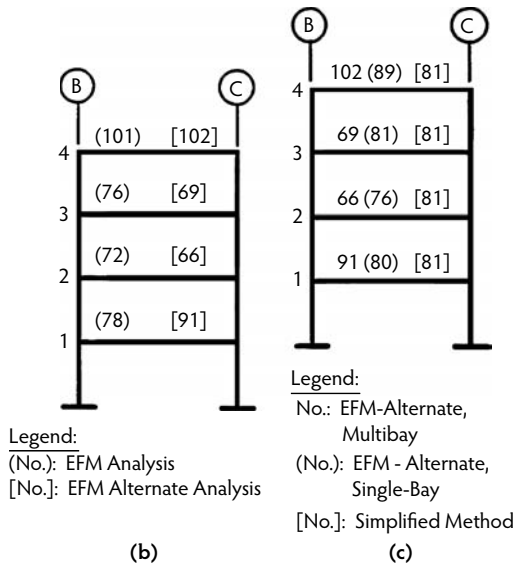 B
C
4 (101) [102]
3 (76) [69]
2 (72) [66]
1 (78) [91]
Legend:
(No.): EFM Analysis
[No.]: EFM Alternate Analysis
(b)
B
C
4 102 (89) [81]
3 69 (81) [81]
2 66 (76) [81]
1 91 (80) [81]
Legend:
No.: EFM-Alternate,
Multibay
(No.): EFM - Alternate,
Single-Bay
[No.]: Simplified Method
(c)